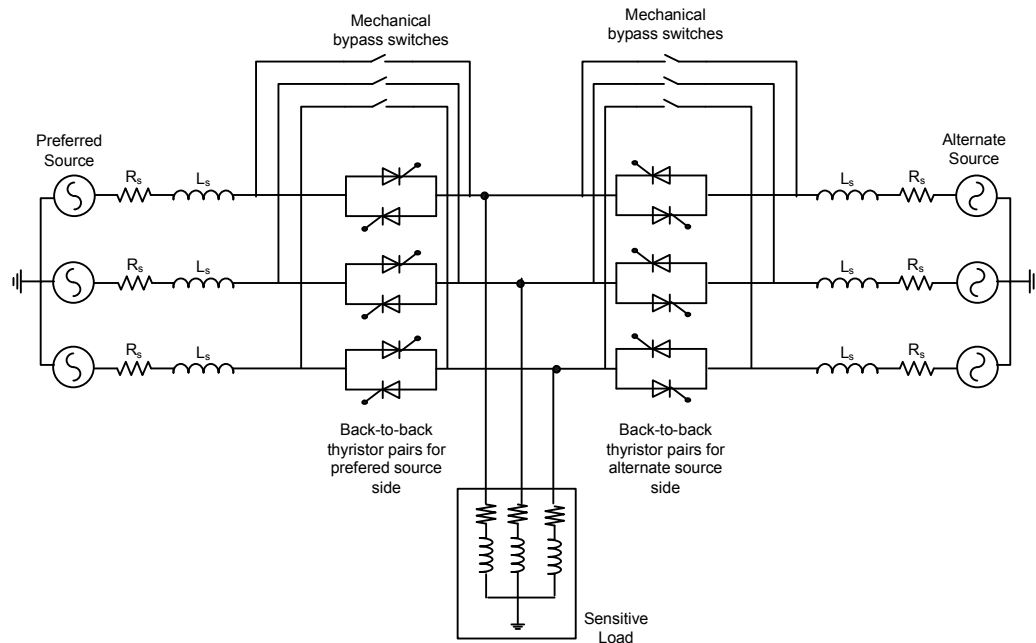 Mechanical
bypass switches
Mechanical
bypass switches
Preferred
Source
Alternate
Source
Rs
Ls
Ls
Rs
Rs
Ls
Ls
Rs
Rs
Ls
Ls
Rs
Back-to-back
thyristor pairs for
prefered source
side
Back-to-back
thyristor pairs for
alternate source
side
Sensitive
Load